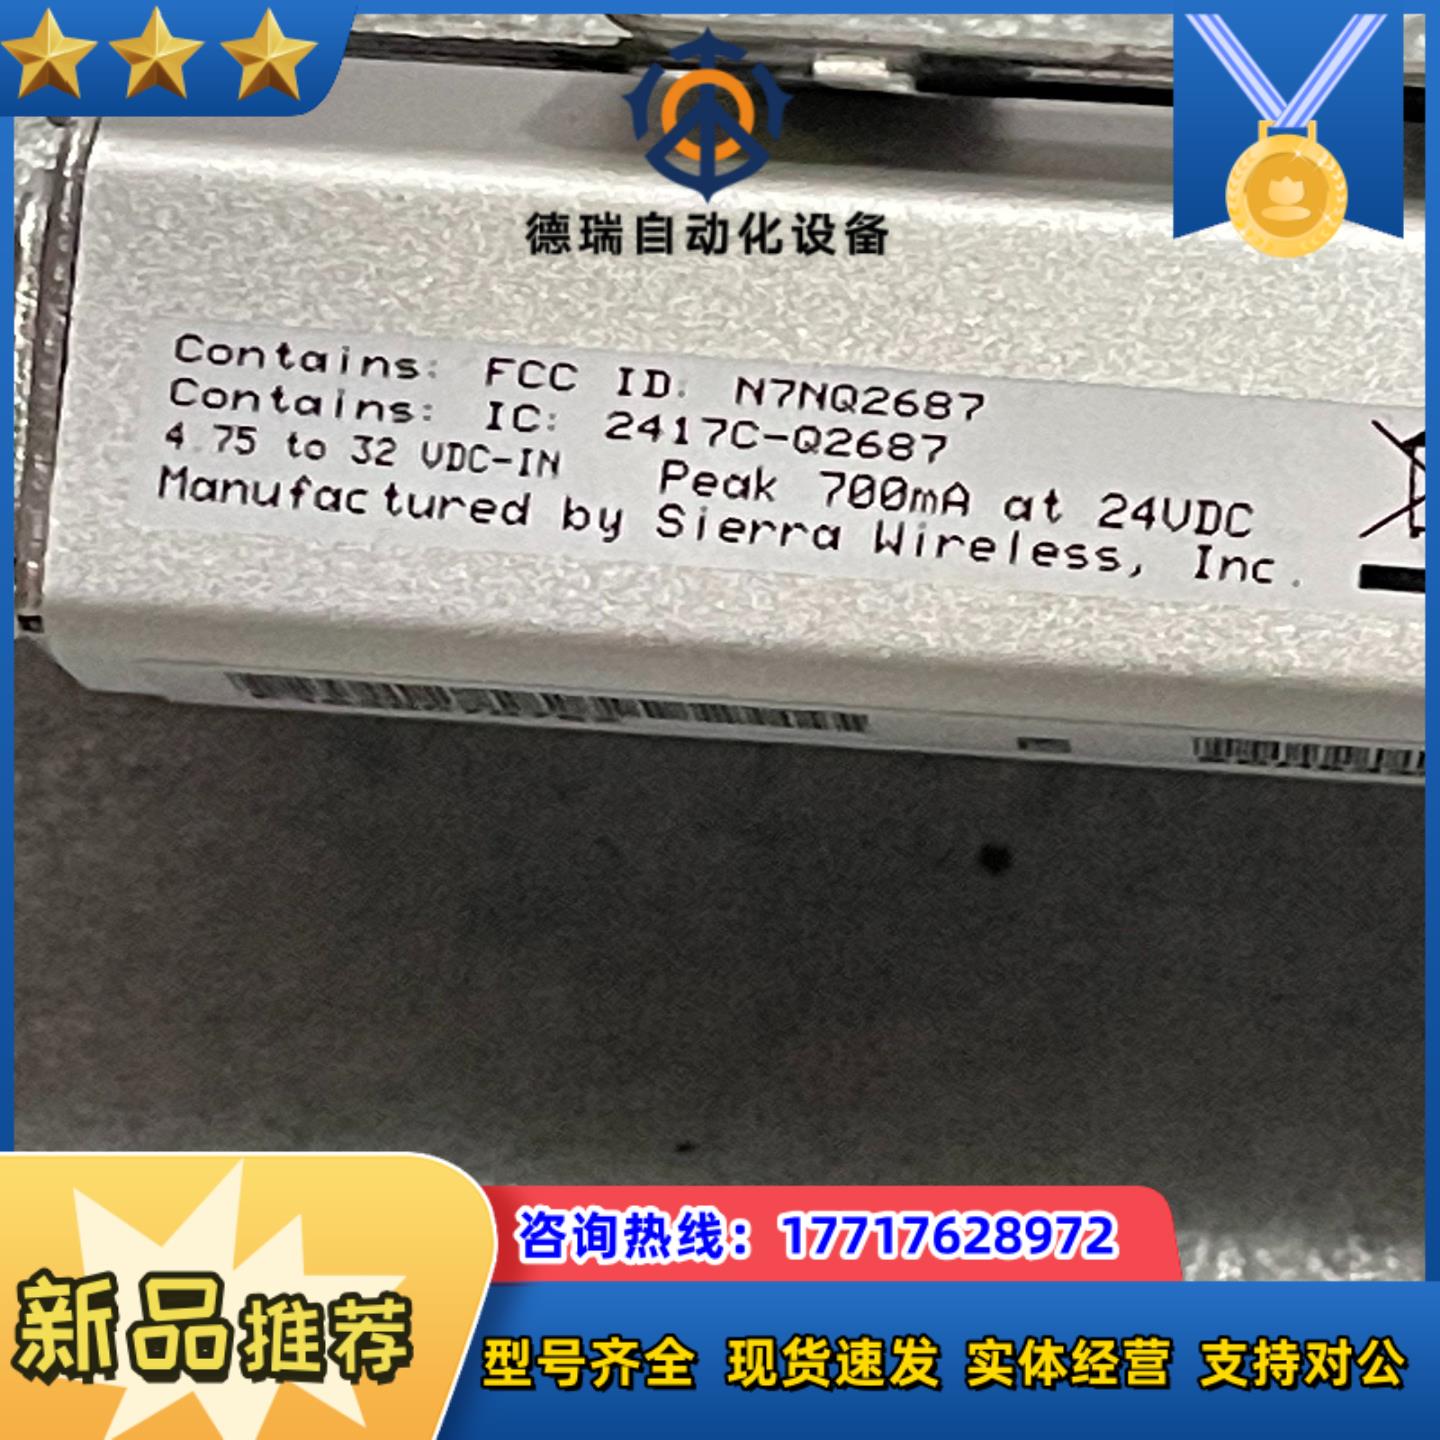 德瑞自动化设备
Contains: FCC ID: N7NQ2687
Contains: IC: 2417C-Q2687
4.75 to 32 VDC-IN Peak 700mA at 24VDC
Manufactured by Sierra Wireless, Inc.
咨询热线：17717628972
新品推荐
型号齐全 现货速发 实体经营 支持对公